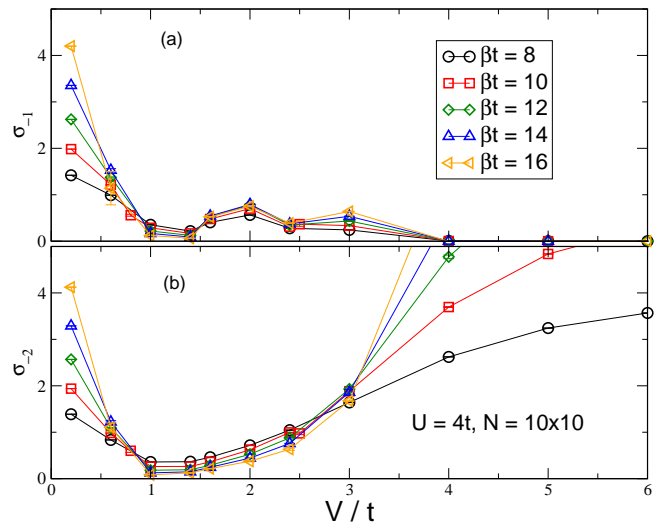 (a)
βt = 8
βt = 10
βt = 12
βt = 14
βt = 16
σ₋₁
4
2
0
(b)
σ₋₂
4
2
0
U = 4t, N = 10x10
0 1 2 3 4 5 6
V / t